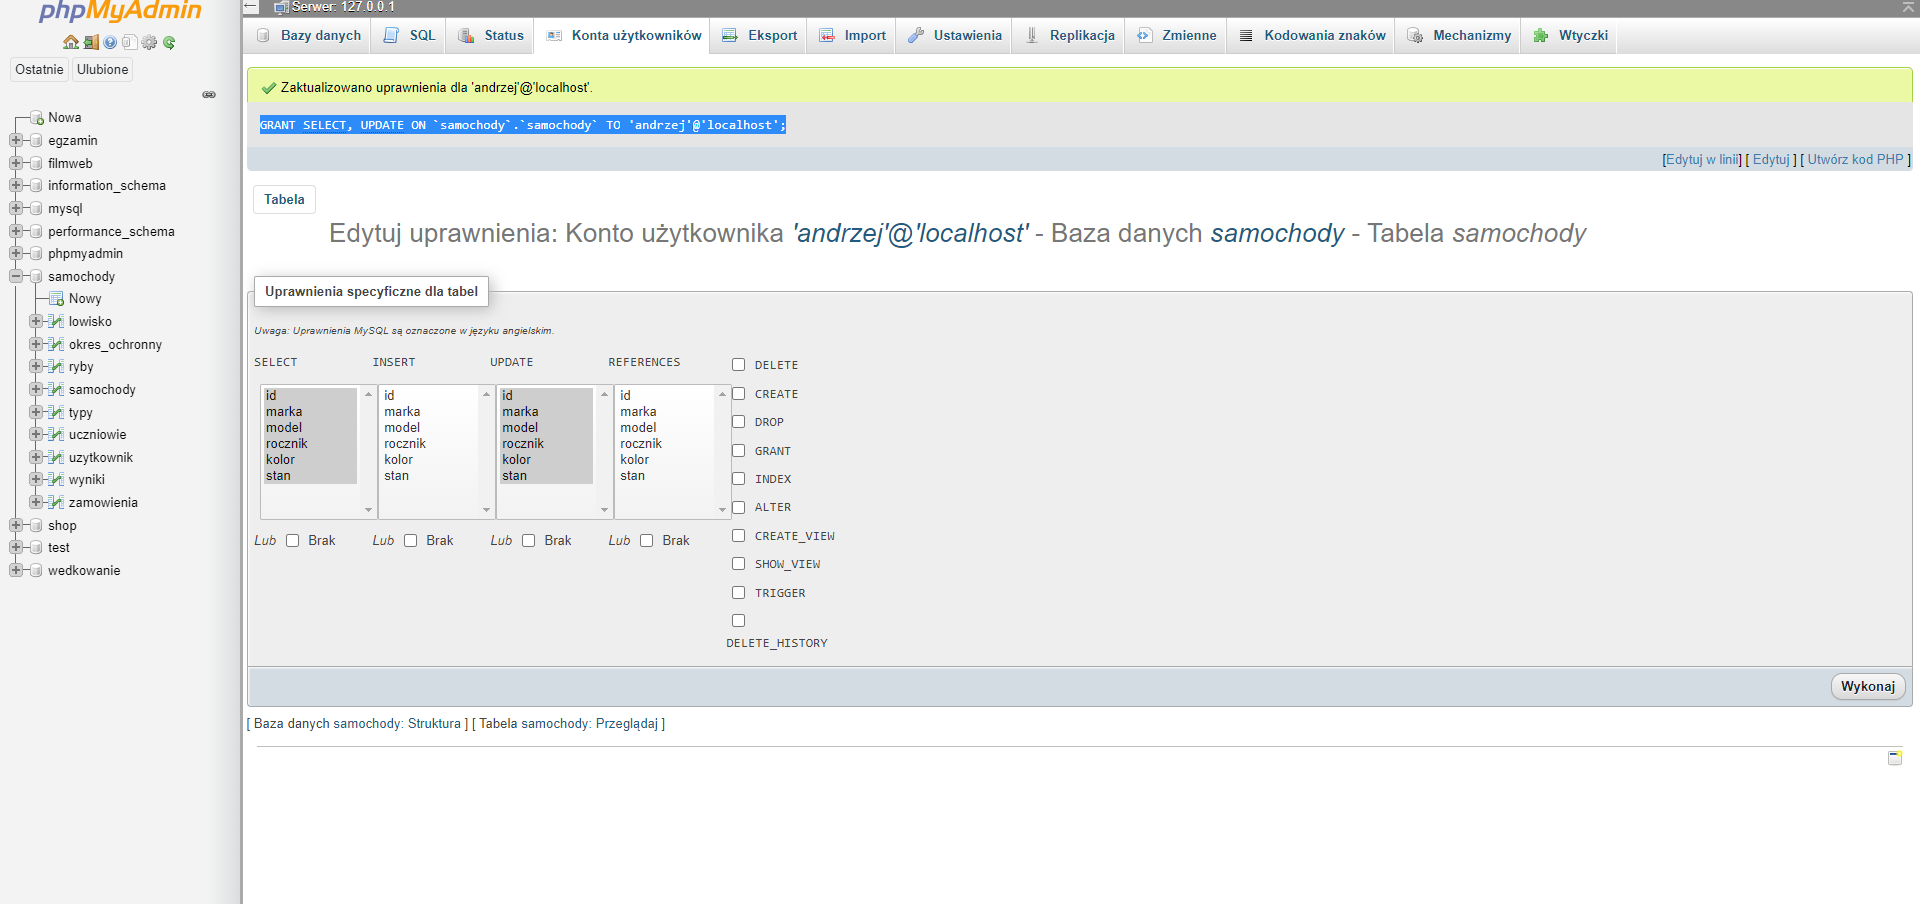 phpMyAdmin
Ostatnie Ulubione
Nowa
egzamin
filmweb
information_schema
mysql
performance_schema
phpmyadmin
samochody
Nowy
lowisko
okres_ochronny
ryby
samochody
typy
uczniowie
uzytkownik
wyniki
zamowienia
shop
test
wedkowanie
Serwer: 127.0.0.1
Bazy danych SQL Status Konta użytkowników Eksport Import Ustawienia Replikacja Zmienne Kodowania znaków Mechanizmy Wtyczki
Zaktualizowano uprawnienia dla 'andrzej'@'localhost'.
GRANT SELECT, UPDATE ON `samochody`.`samochody` TO 'andrzej'@'localhost';
[Edytuj w linii] [ Edytuj ] [ Utwórz kod PHP ]
Tabela
Edytuj uprawnienia: Konto użytkownika 'andrzej'@'localhost' - Baza danych samochody - Tabela samochody
Uprawnienia specyficzne dla tabel
Uwaga: Uprawnienia MySQL są oznaczone w języku angielskim.
SELECT
id
marka
model
rocznik
kolor
stan
Lub Brak
INSERT
id
marka
model
rocznik
kolor
stan
Lub Brak
UPDATE
id
marka
model
rocznik
kolor
stan
Lub Brak
REFERENCES
id
marka
model
rocznik
kolor
stan
Lub Brak
DELETE
CREATE
DROP
GRANT
INDEX
ALTER
CREATE_VIEW
SHOW_VIEW
TRIGGER
DELETE_HISTORY
Wykonaj
[ Baza danych samochody: Struktura ] [ Tabela samochody: Przeglądaj ]